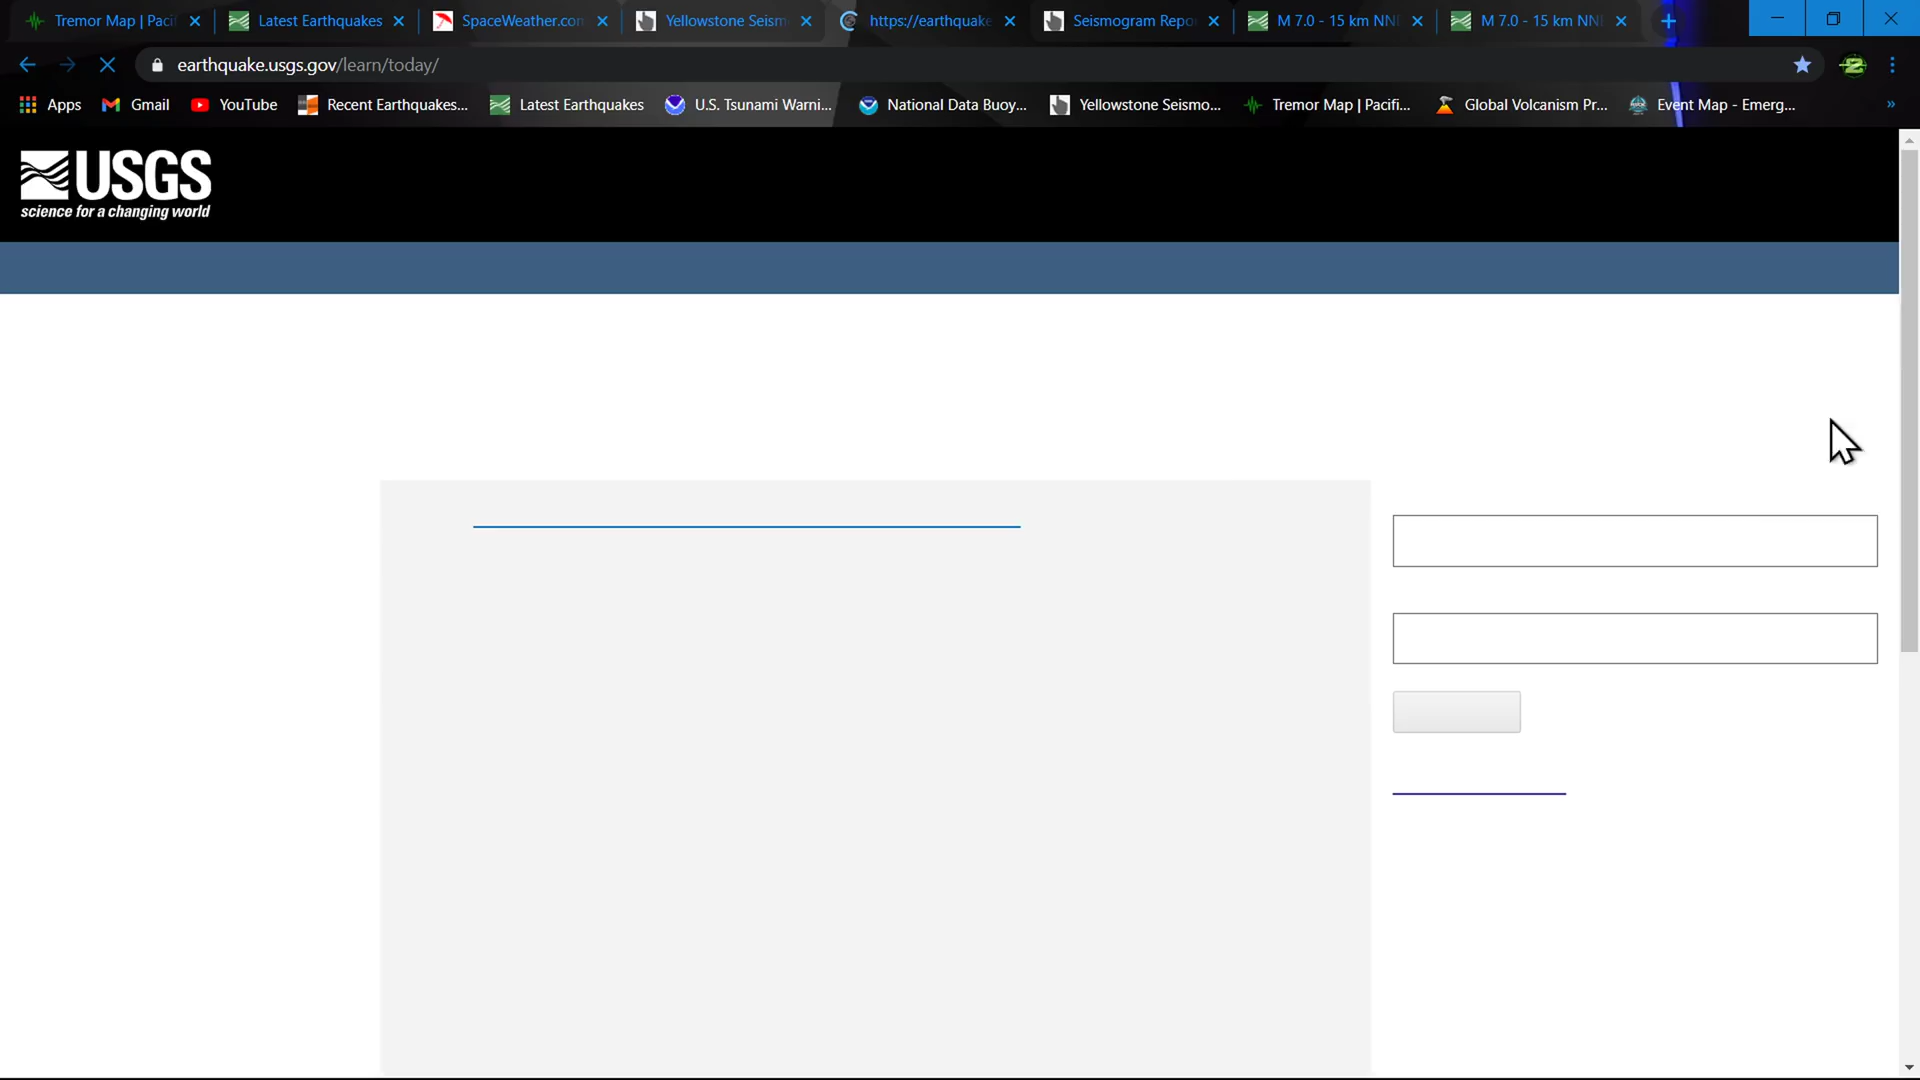 Tremor Map | Paci
Latest Earthquakes
SpaceWeather.com
Yellowstone Seism
https://earthquake
Seismogram Repo
M 7.0 - 15 km NN
M 7.0 - 15 km NN
earthquake.usgs.gov/learn/today/
Apps
Gmail
YouTube
Recent Earthquakes...
Latest Earthquakes
U.S. Tsunami Warni...
National Data Buoy...
Yellowstone Seismo...
Tremor Map | Pacifi...
Global Volcanism Pr...
Event Map - Emerg...
USGS
science for a changing world